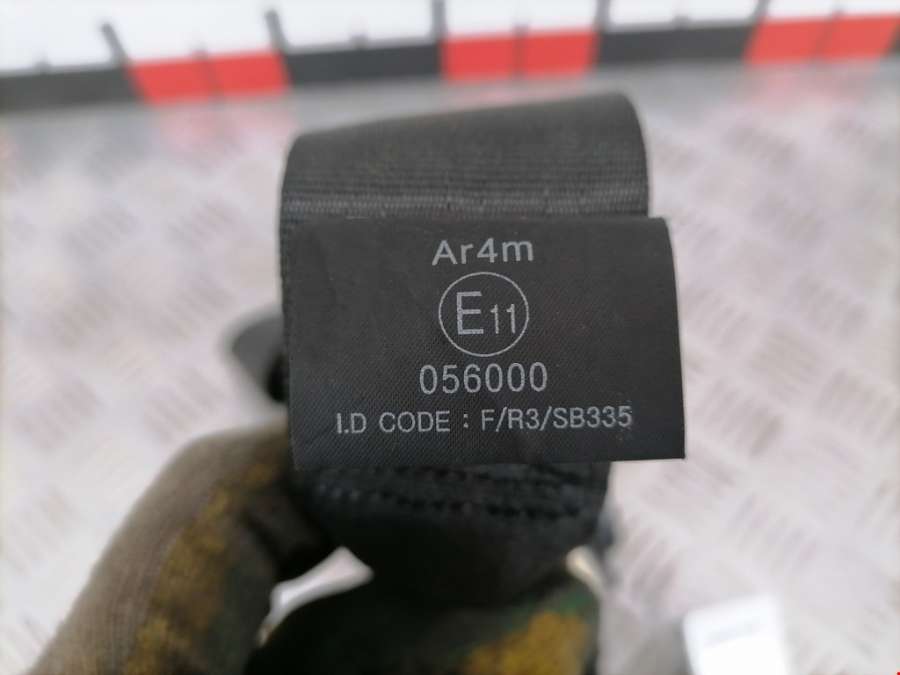 Ar4m
E11
056000
I.D CODE : F/R3/SB335